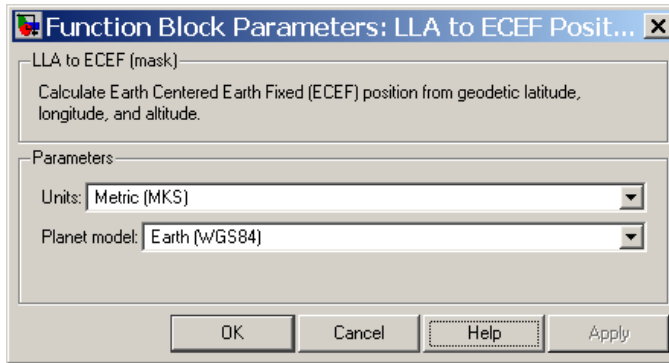 Function Block Parameters: LLA to ECEF Posit...
LLA to ECEF (mask)
Calculate Earth Centered Earth Fixed (ECEF) position from geodetic latitude,
longitude, and altitude.
Parameters
Units: Metric (MKS)
Planet model: Earth (WGS84)
OK Cancel Help Apply